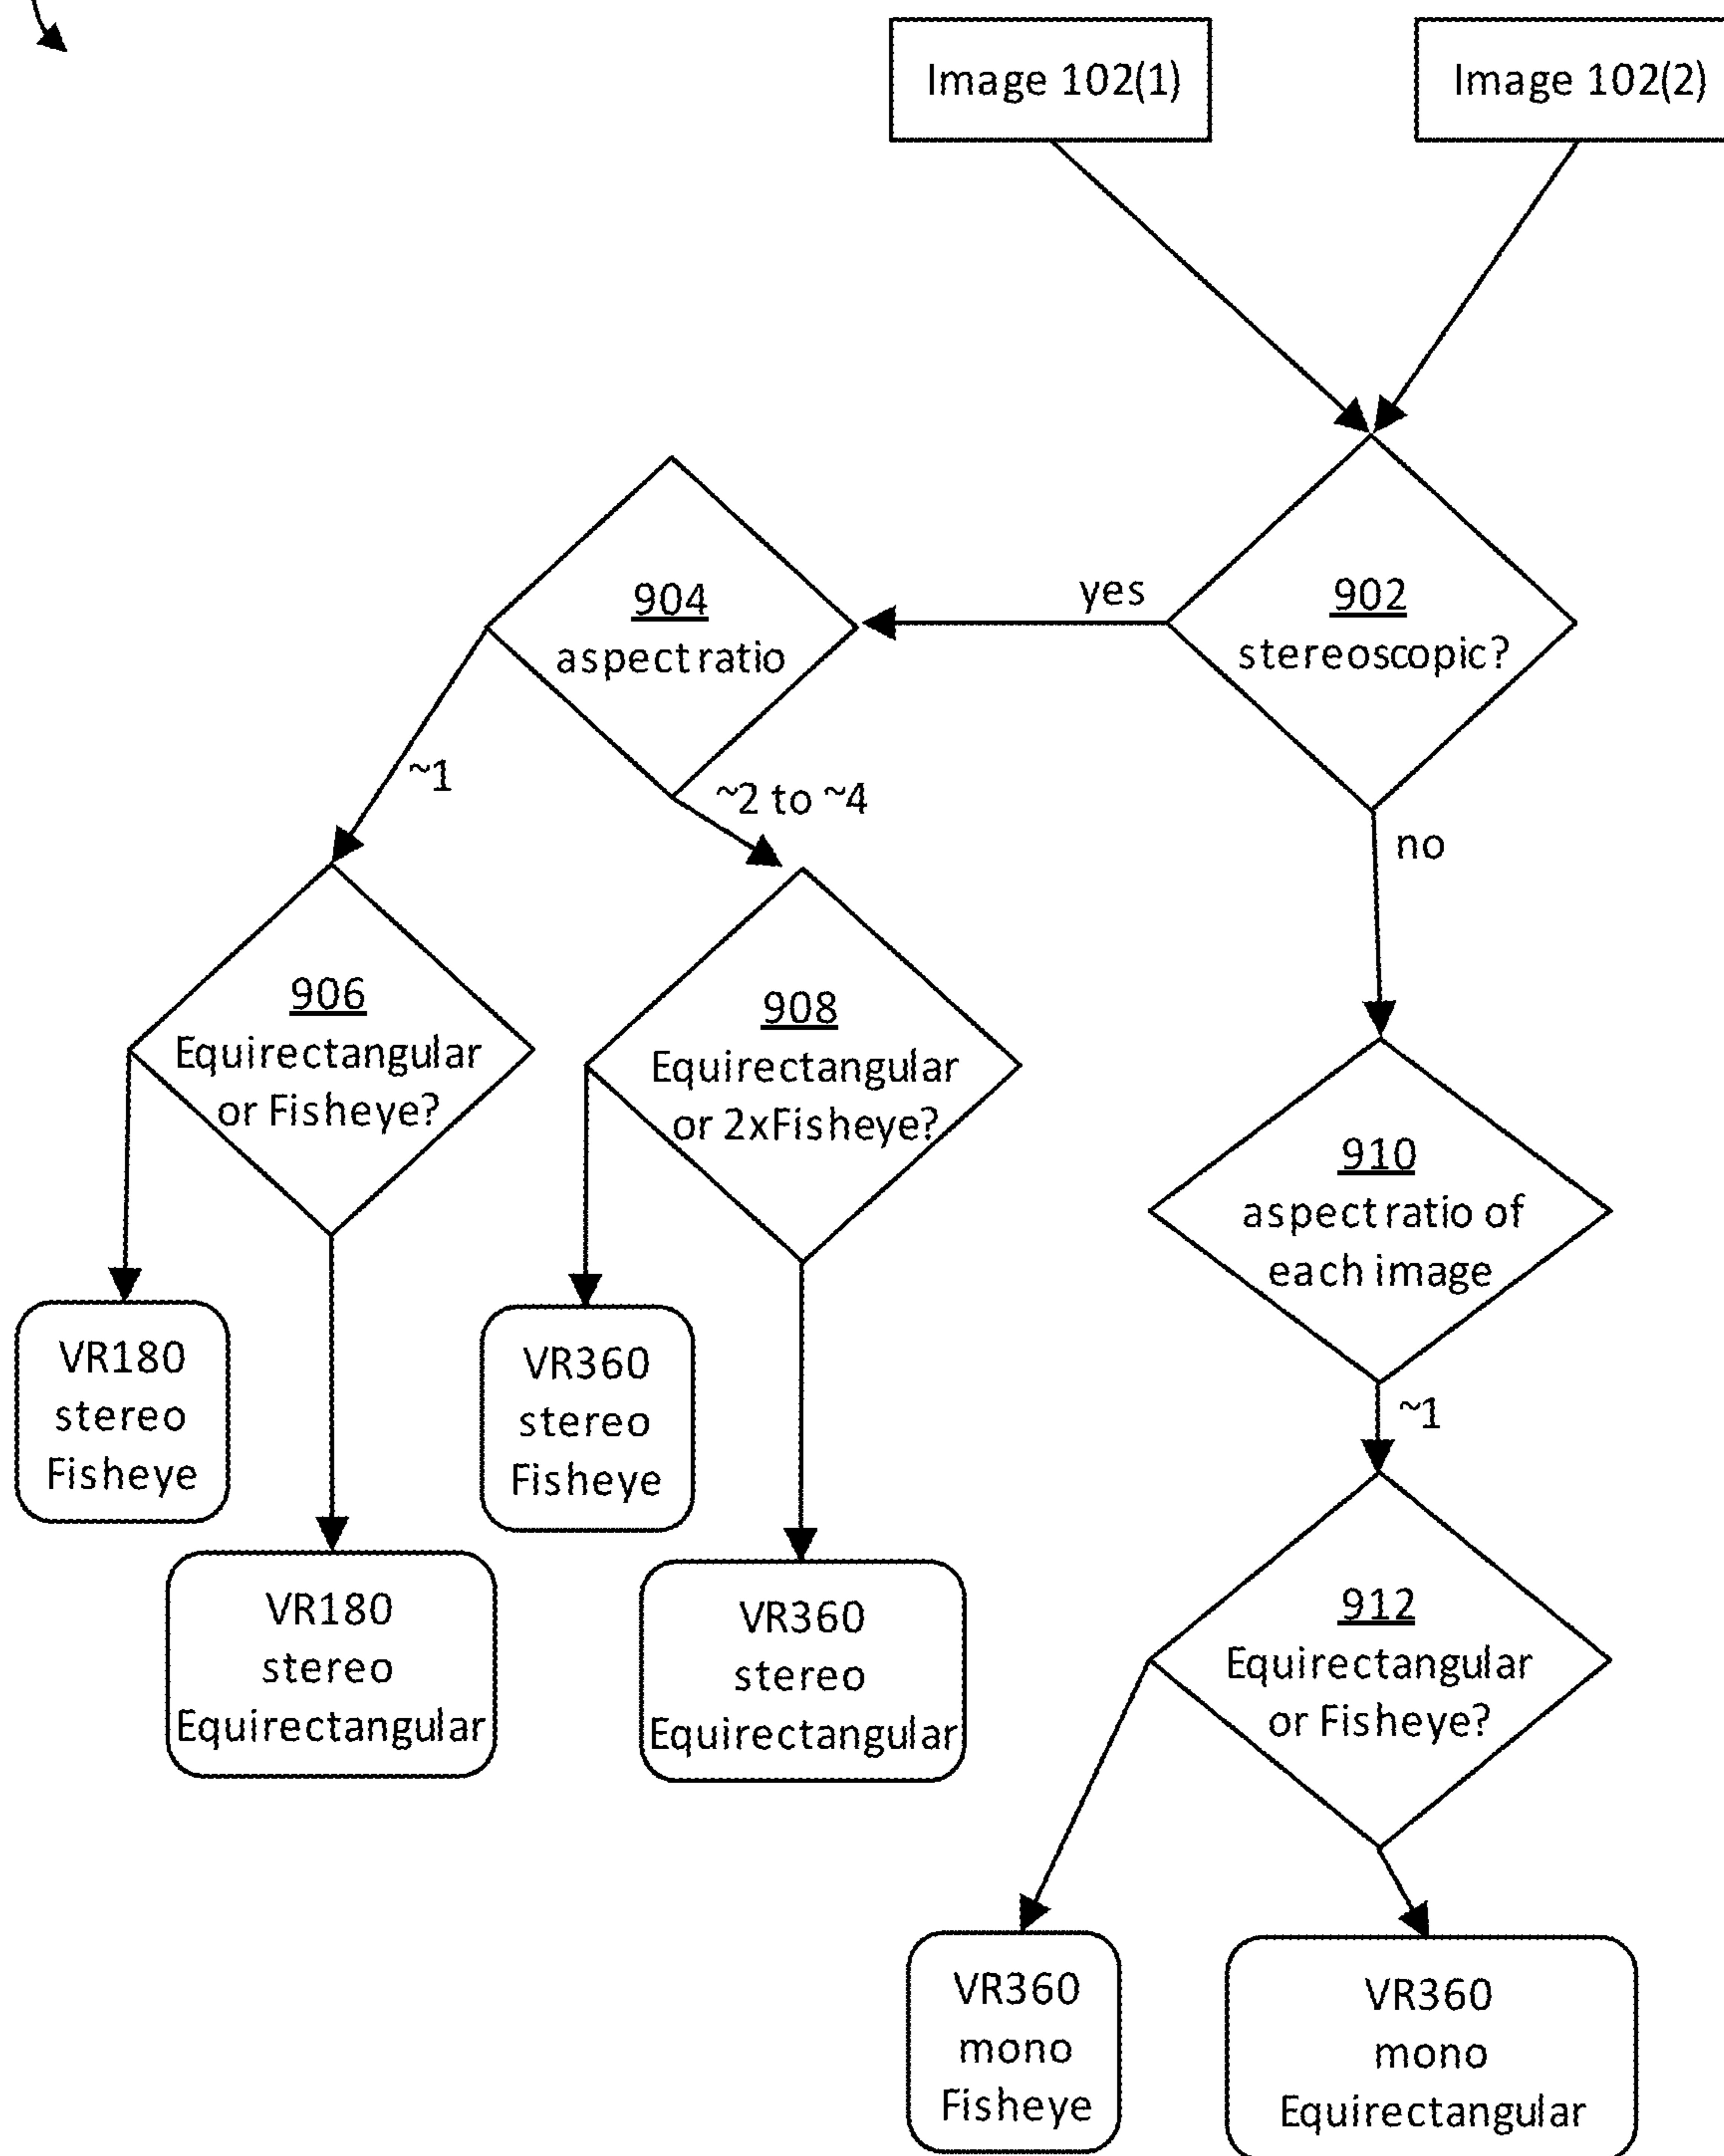 Image 102(1)
Image 102(2)
902
stereoscopic?
yes
no
904
aspect ratio
~1
~2 to ~4
906
Equirectangular
or Fisheye?
908
Equirectangular
or 2xFisheye?
910
aspect ratio of
each image
~1
VR180
stereo
Fisheye
VR360
stereo
Fisheye
VR180
stereo
Equirectangular
VR360
stereo
Equirectangular
912
Equirectangular
or Fisheye?
VR360
mono
Fisheye
VR360
mono
Equirectangular